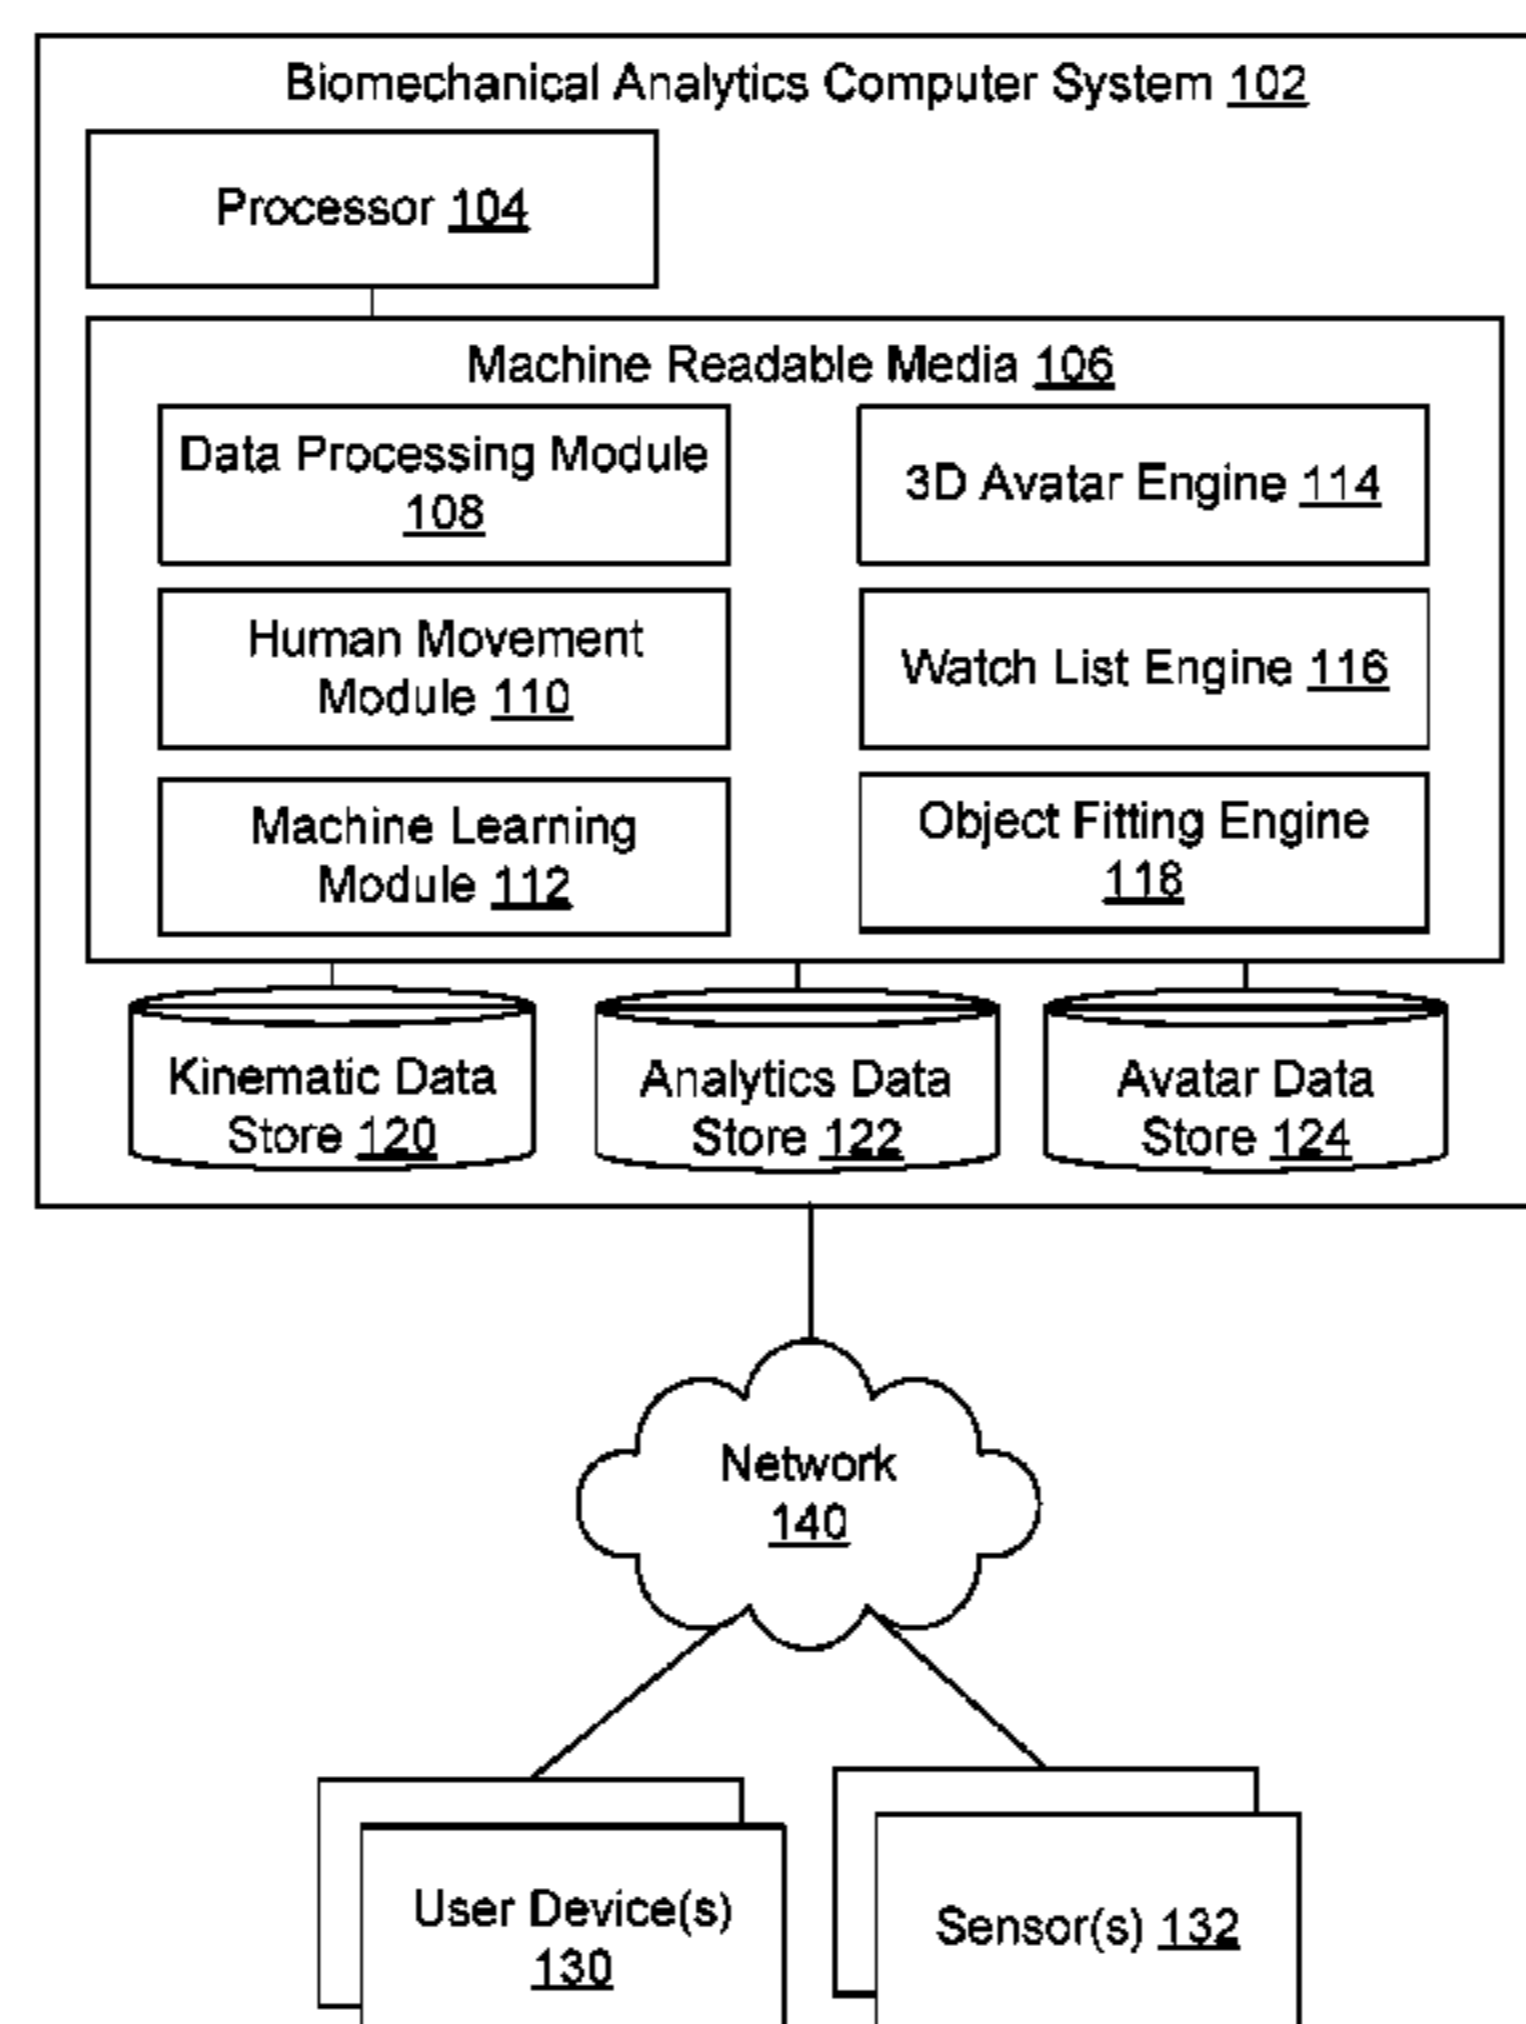 Biomechanical Analytics Computer System 102
Processor 104
Machine Readable Media 106
Data Processing Module
108
3D Avatar Engine 114
Human Movement
Module 110
Watch List Engine 116
Machine Learning
Module 112
Object Fitting Engine
118
Kinematic Data
Store 120
Analytics Data
Store 122
Avatar Data
Store 124
Network
140
User Device(s)
130
Sensor(s) 132